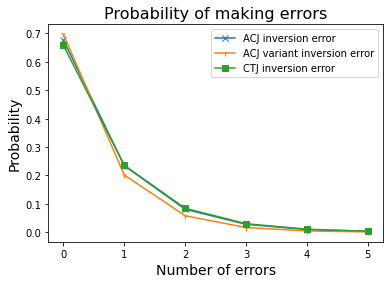 Probability of making errors
ACJ inversion error
ACJ variant inversion error
CTJ inversion error
Probability
0.7
0.6
0.5
0.4
0.3
0.2
0.1
0.0
0 1 2 3 4 5
Number of errors